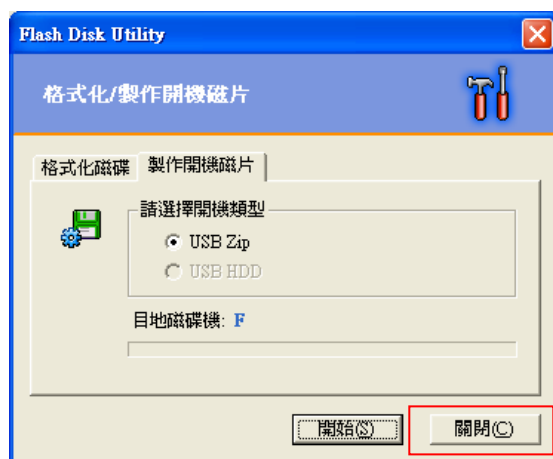 Flash Disk Utility
格式化/製作開機磁片
格式化磁碟 製作開機磁片
請選擇開機類型
USB Zip
USB HDD
目地磁碟機: F
開始(S) 關閉(C)